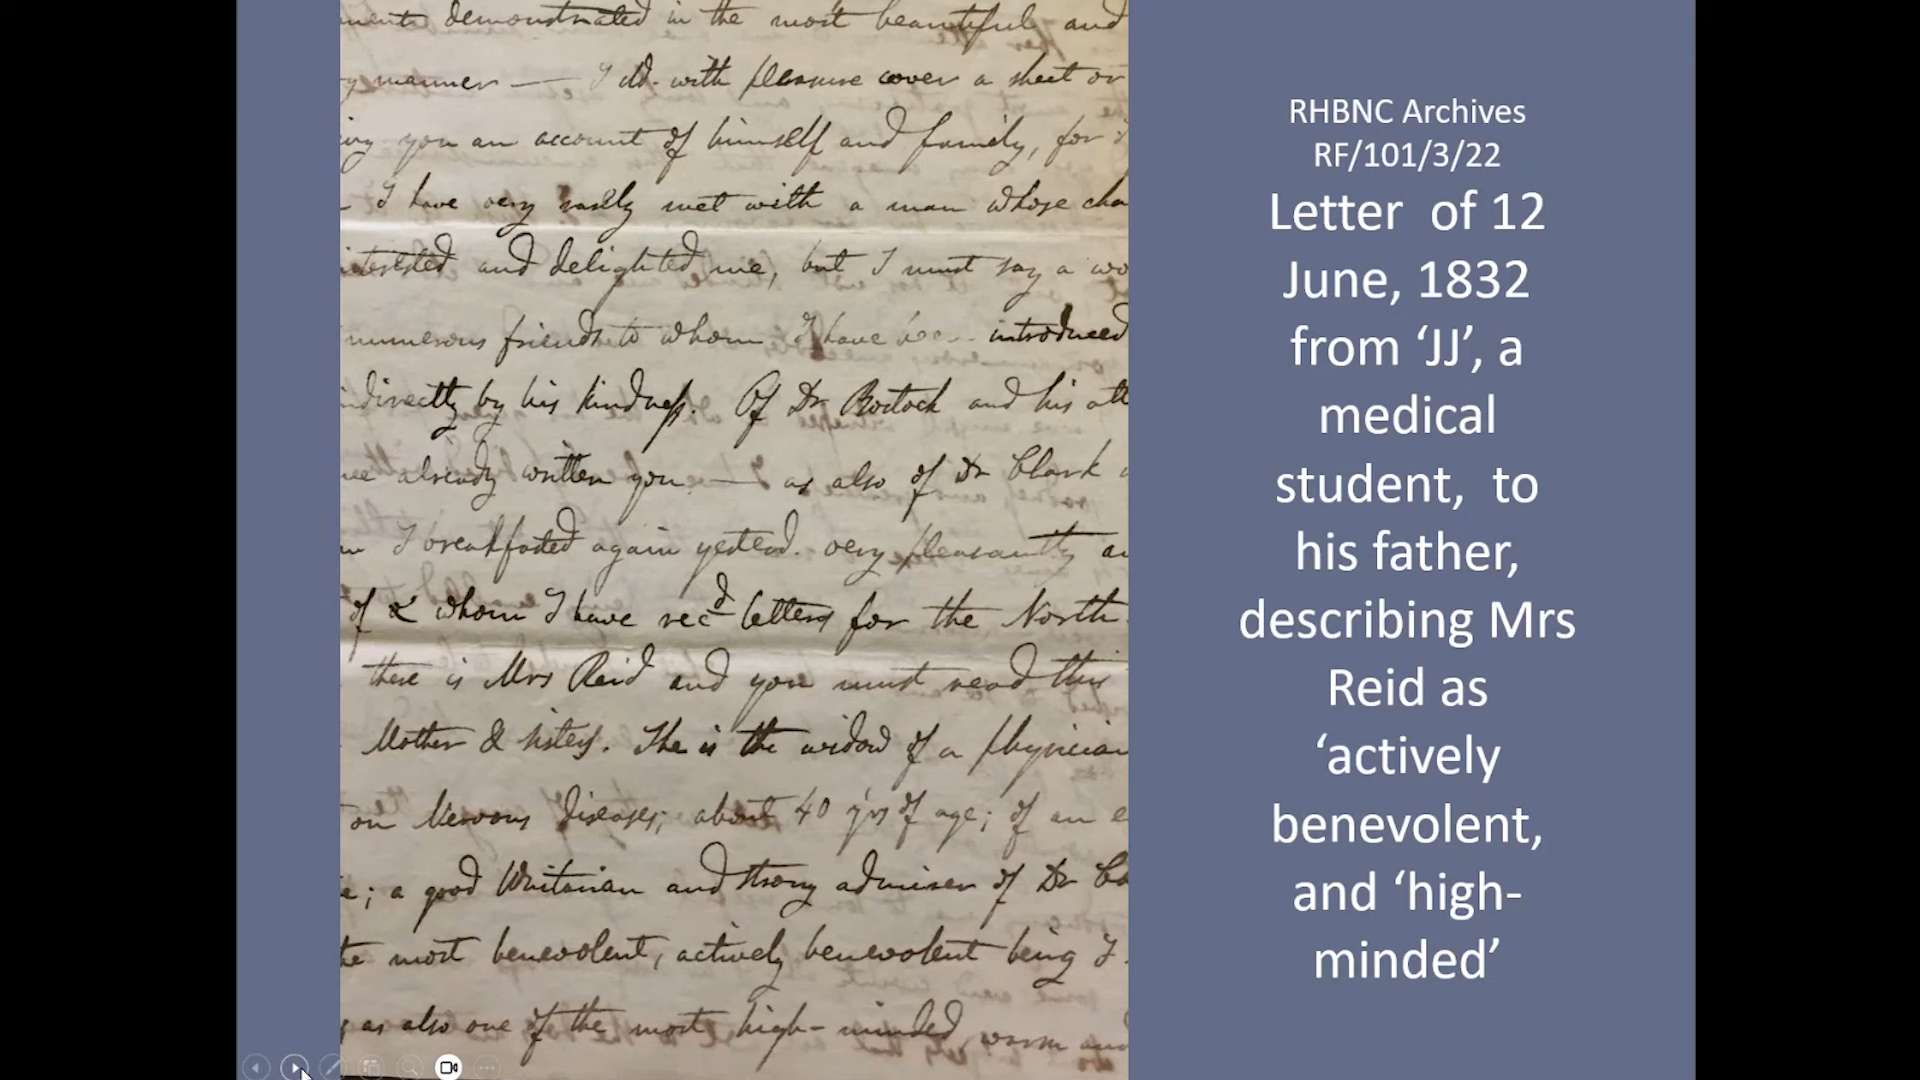 demonstrated in the most beautiful and
manner — I with pleasure cover a sheet or
you an account of himself and family, for
I have very rarely met with a man whose cha
and delighted me, but I must say a wo
numerous friends to whom I have been introduced
by his kindness. Of Dr Bostock and his
already written you — as also of Dr Clark
I breakfasted again yesterd. very pleasantly
of & whom I have recd letters for the North
there is Mrs Reid and you must read this
Mother & sisters. She is the widow of a physician
on Nervous Diseases; about 40 yrs of age; of an
; a good Unitarian and strong admirer of Dr
most benevolent, actively benevolent being I
as also one of the most high-minded, warm and
RHBNC Archives
RF/101/3/22
Letter of 12
June, 1832
from ‘JJ’, a
medical
student, to
his father,
describing Mrs
Reid as
‘actively
benevolent,
and ‘high-
minded’